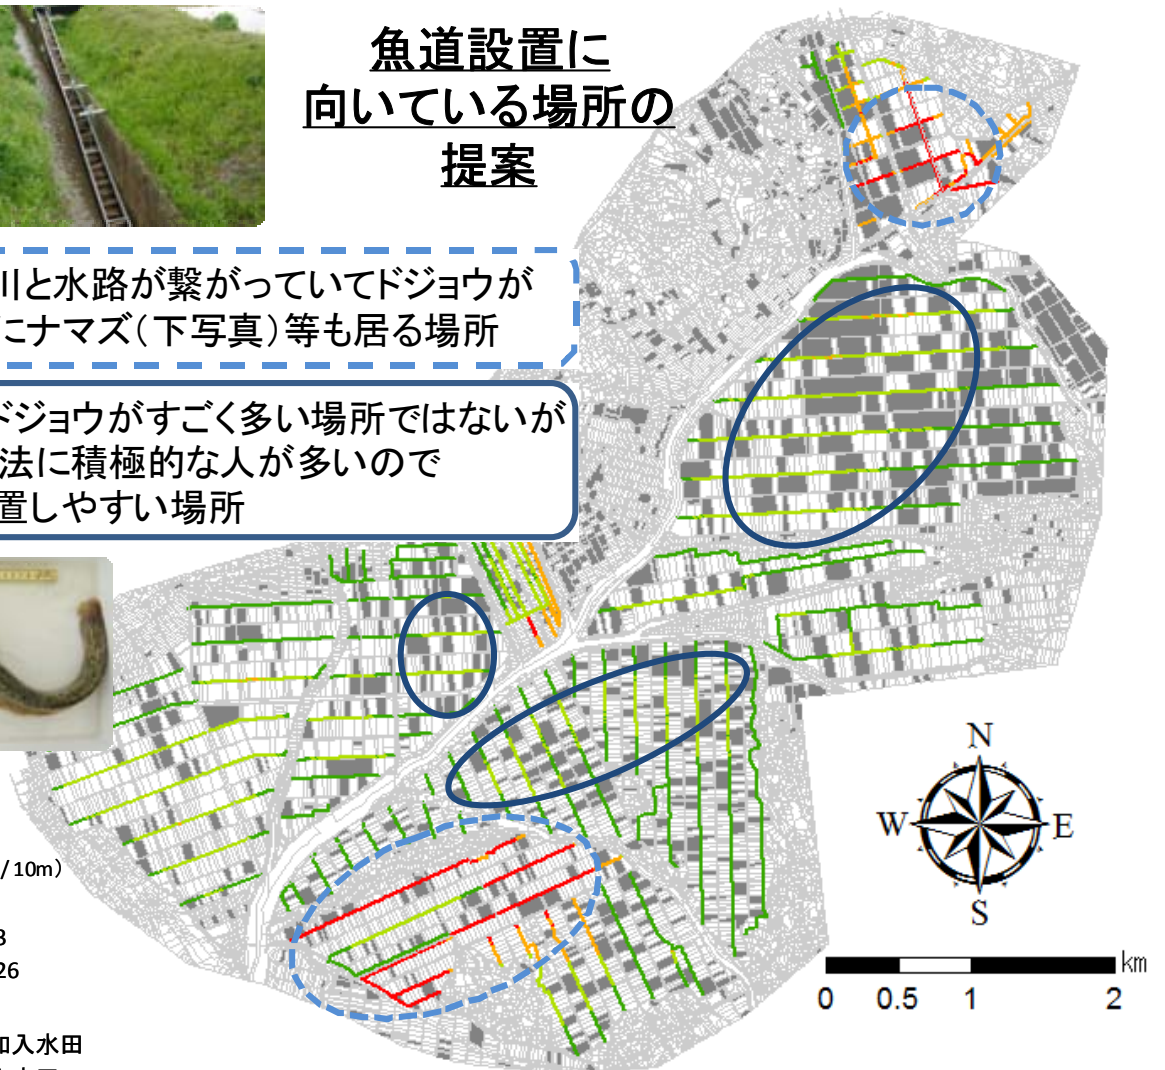 魚道設置に
向いている場所の
提案
川と水路が繋がっていてドジョウが
にナマズ（下写真）等も居る場所
ドジョウがすごく多い場所ではないが
法に積極的な人が多いので
置しやすい場所
/10m）
3
26
加入水田
N
W
E
S
km
0 0.5 1 2